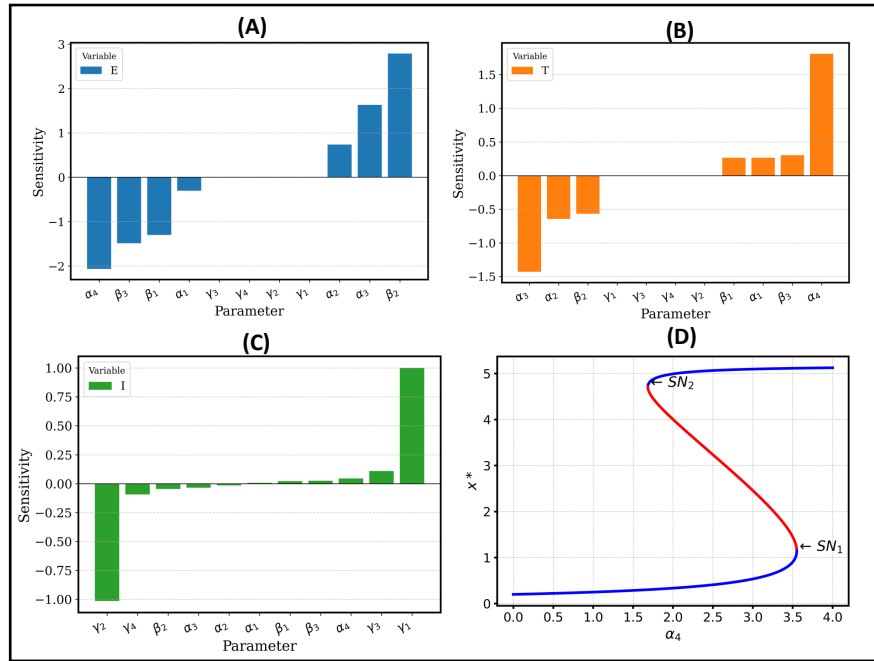 (A)
Variable
E
3
2
1
0
−1
−2
Sensitivity
α₄ β₃ β₁ α₁ γ₃ γ₄ γ₂ γ₁ α₂ α₃ β₂
Parameter
(B)
Variable
T
1.5
1.0
0.5
0.0
−0.5
−1.0
−1.5
Sensitivity
α₃ α₂ β₂ γ₁ γ₃ γ₄ γ₂ β₁ α₁ β₃ α₄
Parameter
(C)
Variable
I
1.00
0.75
0.50
0.25
0.00
−0.25
−0.50
−0.75
−1.00
Sensitivity
γ₂ γ₄ β₂ α₃ α₂ α₁ β₁ β₃ α₄ γ₃ γ₁
Parameter
(D)
5
4
3
2
1
0
x*
← SN₂
← SN₁
0.0 0.5 1.0 1.5 2.0 2.5 3.0 3.5 4.0
α₄